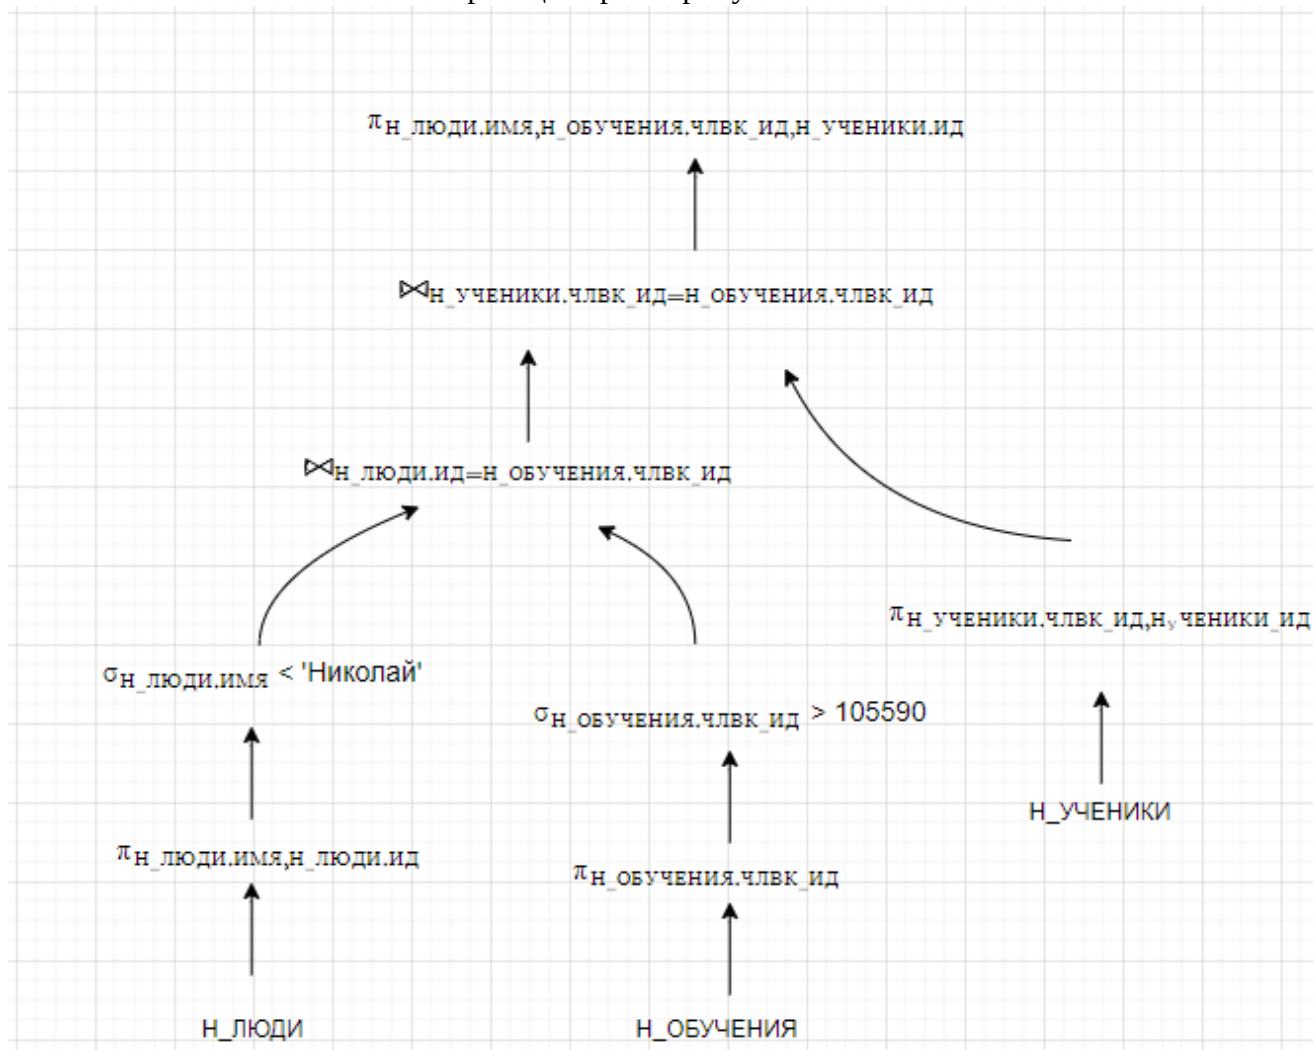 πН_ЛЮДИ.ИМЯ,Н_ОБУЧЕНИЯ.ЧЛВК_ИД,Н_УЧЕНИКИ.ИД
⋈Н_УЧЕНИКИ.ЧЛВК_ИД=Н_ОБУЧЕНИЯ.ЧЛВК_ИД
⋈Н_ЛЮДИ.ИД=Н_ОБУЧЕНИЯ.ЧЛВК_ИД
πН_УЧЕНИКИ.ЧЛВК_ИД,НУЧЕНИКИ_ИД
σН_ЛЮДИ.ИМЯ < 'Николай'
σН_ОБУЧЕНИЯ.ЧЛВК_ИД > 105590
Н_УЧЕНИКИ
πН_ЛЮДИ.ИМЯ,Н_ЛЮДИ.ИД
πН_ОБУЧЕНИЯ.ЧЛВК_ИД
Н_ЛЮДИ
Н_ОБУЧЕНИЯ